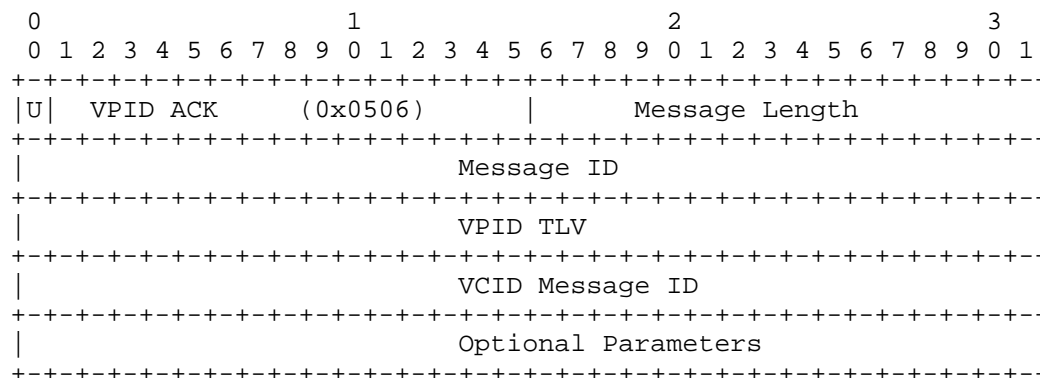 0                   1                   2                   3
 0 1 2 3 4 5 6 7 8 9 0 1 2 3 4 5 6 7 8 9 0 1 2 3 4 5 6 7 8 9 0 1
+-+-+-+-+-+-+-+-+-+-+-+-+-+-+-+-+-+-+-+-+-+-+-+-+-+-+-+-+-+-+-+-
|U|  VPID ACK     (0x0506)      |      Message Length
+-+-+-+-+-+-+-+-+-+-+-+-+-+-+-+-+-+-+-+-+-+-+-+-+-+-+-+-+-+-+-+-
|                           Message ID
+-+-+-+-+-+-+-+-+-+-+-+-+-+-+-+-+-+-+-+-+-+-+-+-+-+-+-+-+-+-+-+-
|                           VPID TLV
+-+-+-+-+-+-+-+-+-+-+-+-+-+-+-+-+-+-+-+-+-+-+-+-+-+-+-+-+-+-+-+-
|                           VCID Message ID
+-+-+-+-+-+-+-+-+-+-+-+-+-+-+-+-+-+-+-+-+-+-+-+-+-+-+-+-+-+-+-+-
|                           Optional Parameters
+-+-+-+-+-+-+-+-+-+-+-+-+-+-+-+-+-+-+-+-+-+-+-+-+-+-+-+-+-+-+-+-